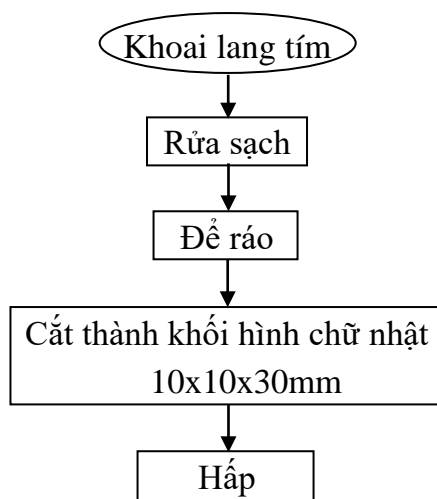 Khoai lang tím
Rửa sạch
Để ráo
Cắt thành khối hình chữ nhật
10x10x30mm
Hấp